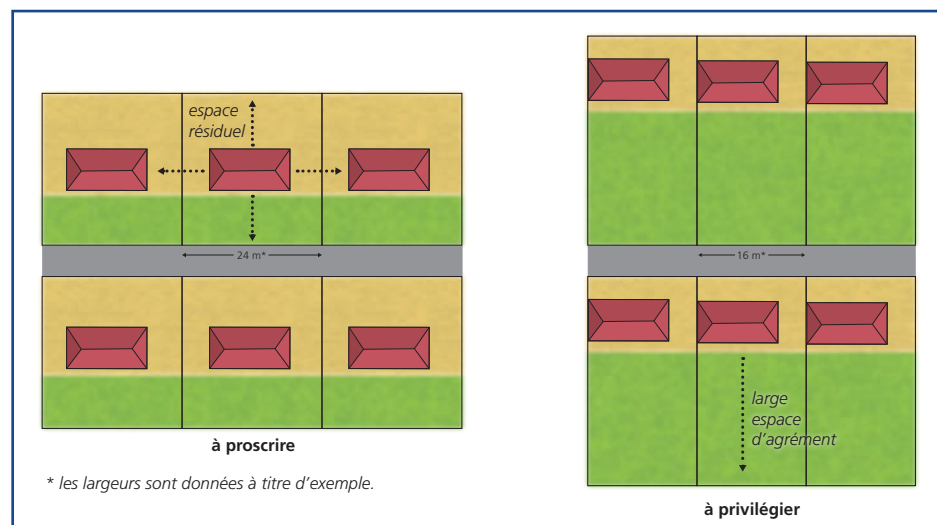 espace
résiduel
24 m*
à proscrire
* les largeurs sont données à titre d'exemple.
16 m*
large
espace
d'agrément
à privilégier